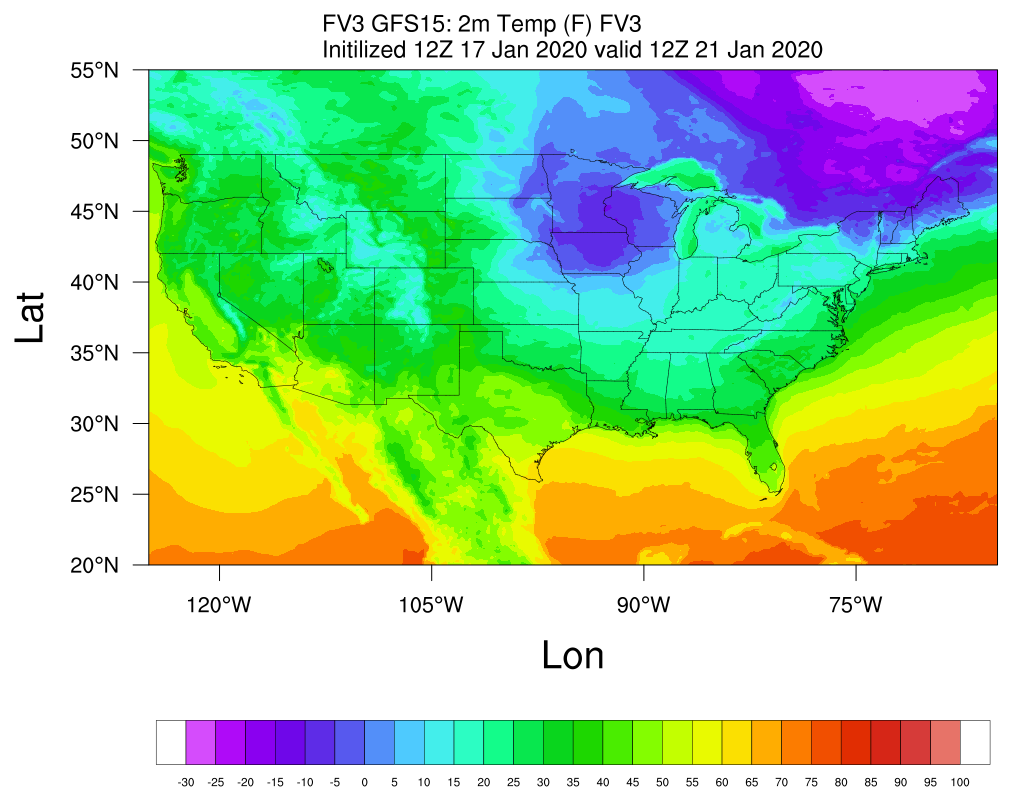 FV3 GFS15: 2m Temp (F) FV3
Initilized 12Z 17 Jan 2020 valid 12Z 21 Jan 2020
55°N
50°N
45°N
40°N
35°N
30°N
25°N
20°N
Lat
120°W 105°W 90°W 75°W
Lon
-30 -25 -20 -15 -10 -5 0 5 10 15 20 25 30 35 40 45 50 55 60 65 70 75 80 85 90 95 100